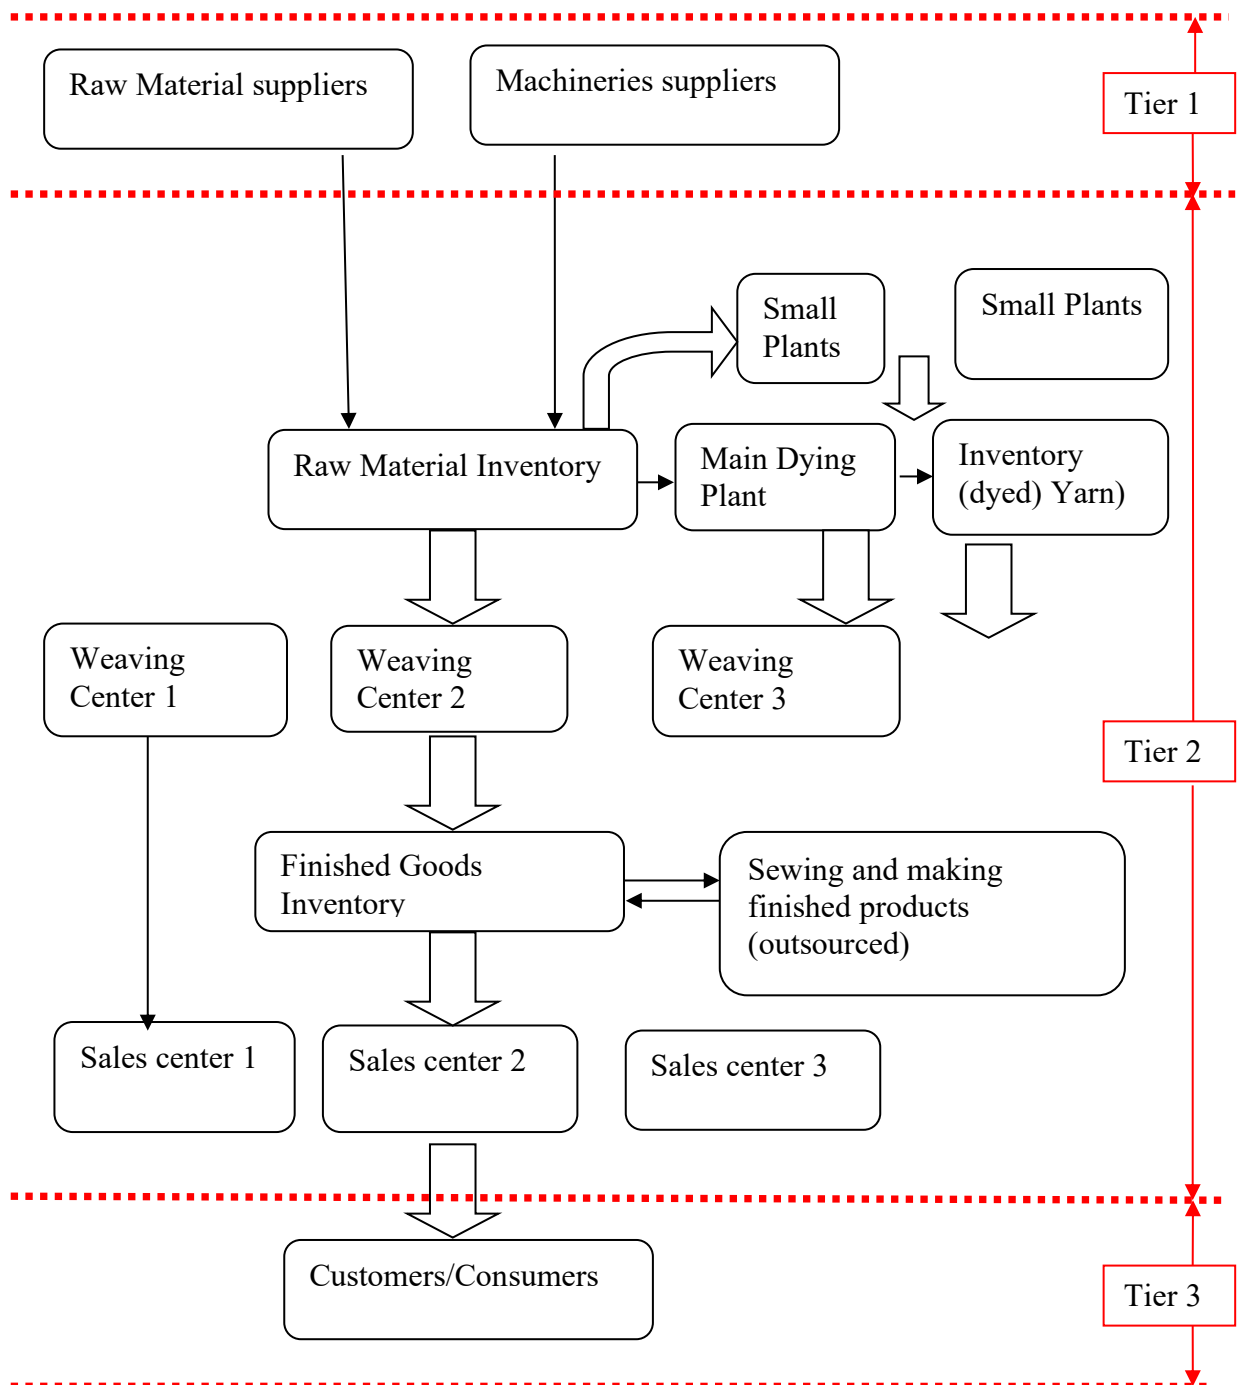 Raw Material suppliers
Machineries suppliers
Tier 1
Small
Plants
Small Plants
Raw Material Inventory
Main Dying
Plant
Inventory
(dyed) Yarn)
Weaving
Center 1
Weaving
Center 2
Weaving
Center 3
Tier 2
Finished Goods
Inventory
Sewing and making
finished products
(outsourced)
Sales center 1
Sales center 2
Sales center 3
Customers/Consumers
Tier 3